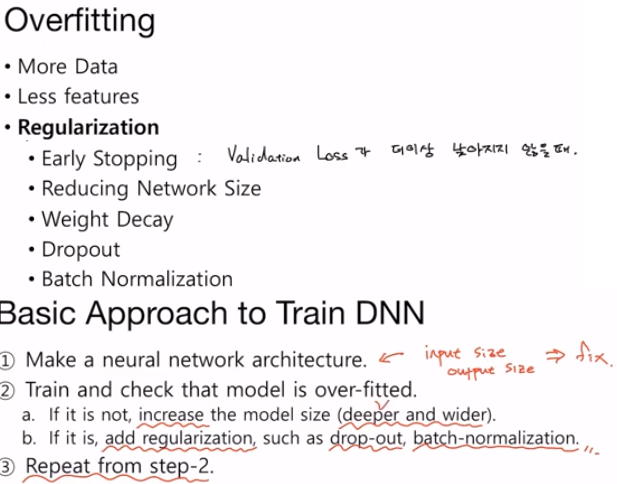 Overfitting
• More Data
• Less features
• Regularization
• Early Stopping : Validation Loss가 더이상 낮아지지 않을때.
• Reducing Network Size
• Weight Decay
• Dropout
• Batch Normalization
Basic Approach to Train DNN
① Make a neural network architecture. ← input size ⇒ fix.
output size
② Train and check that model is over-fitted.
a. If it is not, increase the model size (deeper and wider).
b. If it is, add regularization, such as drop-out, batch-normalization.
③ Repeat from step-2.